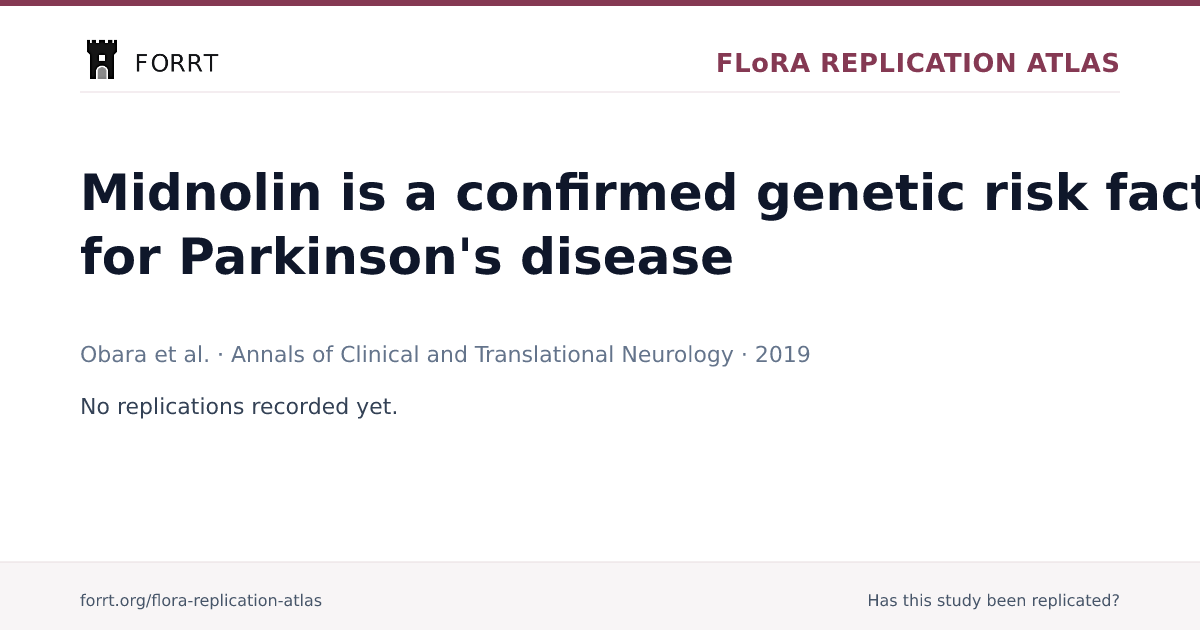 FORRT
FLoRA REPLICATION ATLAS
Midnolin is a confirmed genetic risk fact
for Parkinson's disease
Obara et al. · Annals of Clinical and Translational Neurology · 2019
No replications recorded yet.
forrt.org/flora-replication-atlas
Has this study been replicated?